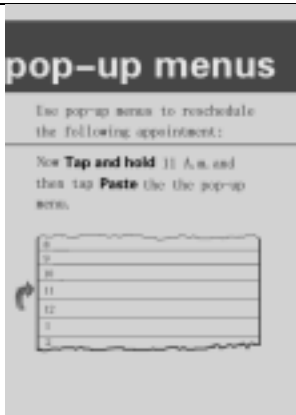 pop-up menus
Use pop-up menus to reschedule
the following appointment:
Now Tap and hold 11 A.m. and
then tap Paste the the pop-up
menu.
8
9
10
11
12
1
2